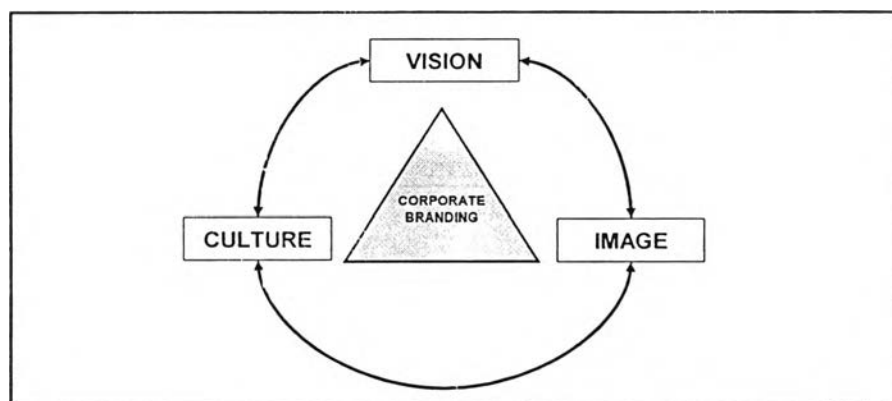 VISION
CORPORATE
BRANDING
CULTURE
IMAGE